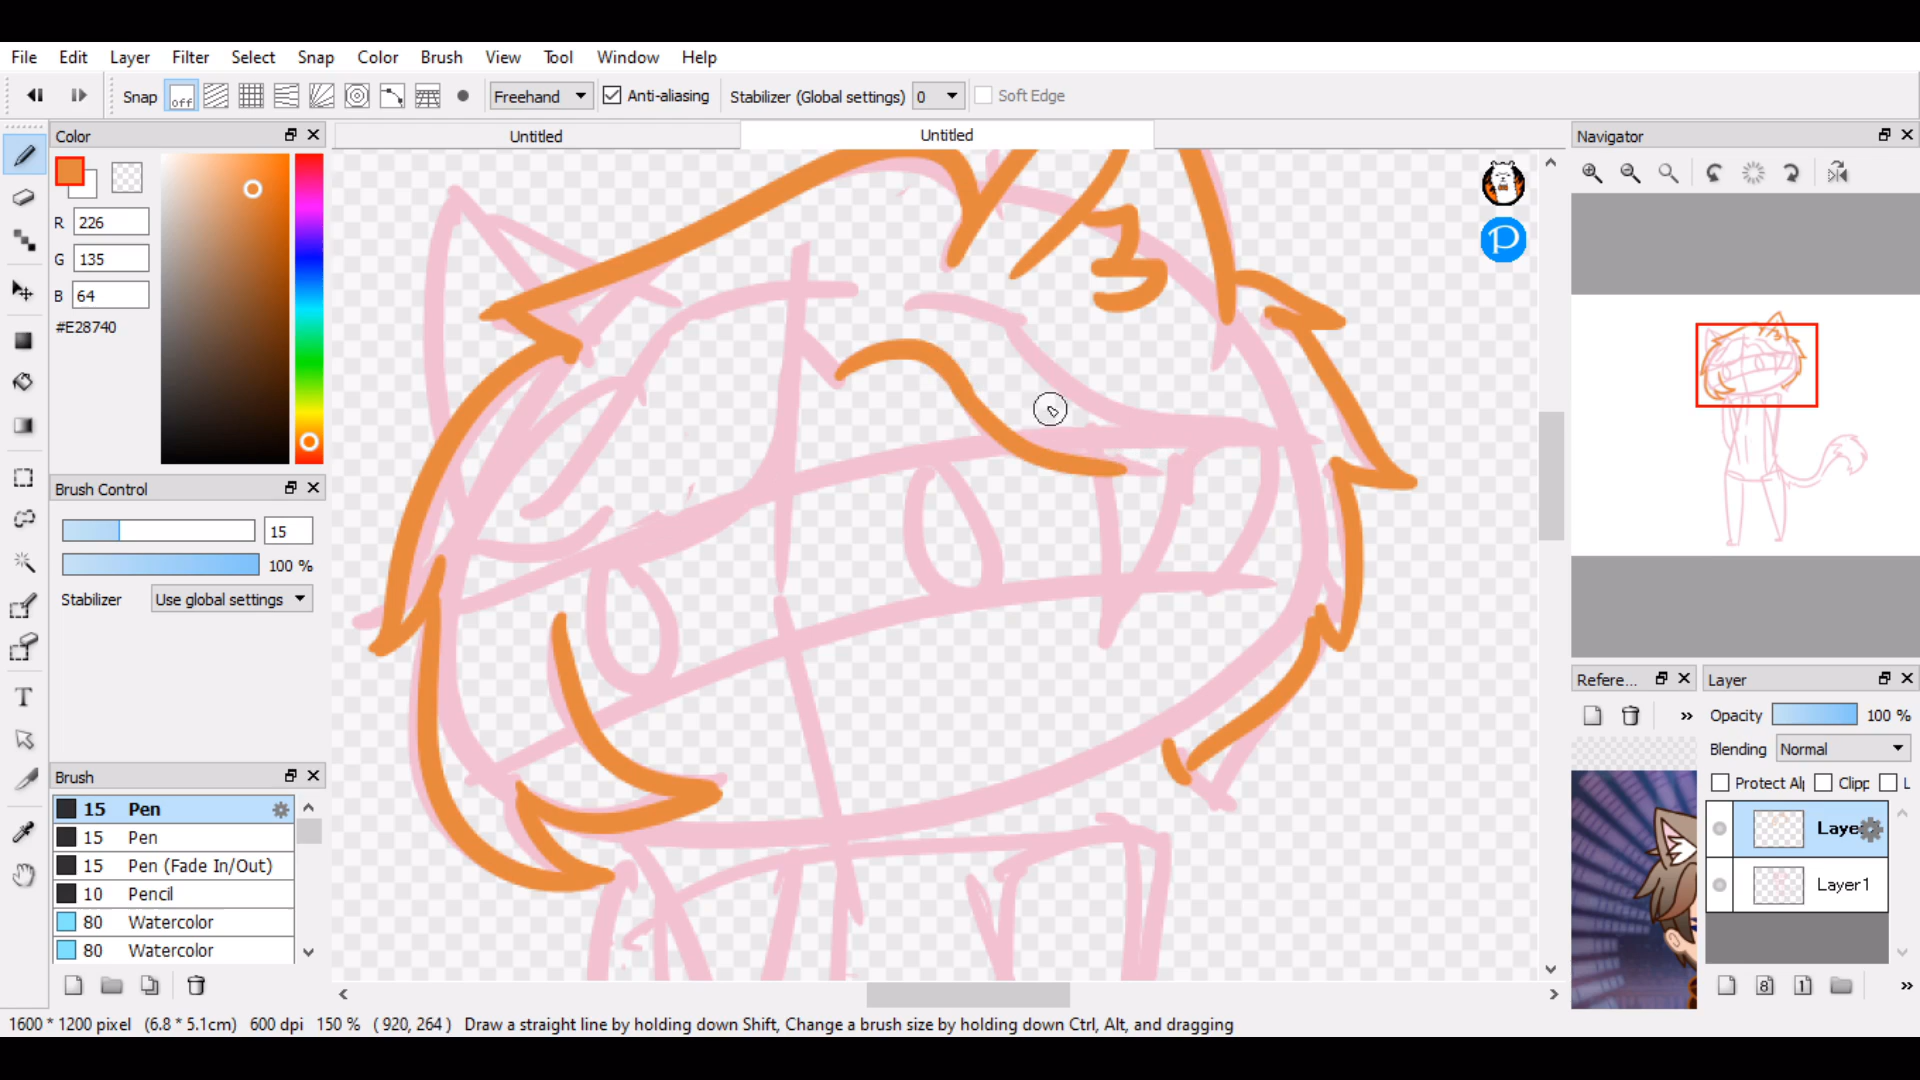 File Edit Layer Filter Select Snap Color Brush View Tool Window Help
Snap off Freehand Anti-aliasing Stabilizer (Global settings) 0 Soft Edge
Color
Untitled Untitled
Navigator
R 226
G 135
B 64
#E28740
Brush Control
15
100 %
Stabilizer Use global settings
Brush
15 Pen
15 Pen
15 Pen (Fade In/Out)
10 Pencil
80 Watercolor
80 Watercolor
P
Refere... Layer
» Opacity 100 %
Blending Normal
Protect Al Clip L
Laye
Layer1
8 1 »
1600 * 1200 pixel (6.8 * 5.1cm) 600 dpi 150 % ( 920, 264 ) Draw a straight line by holding down Shift, Change a brush size by holding down Ctrl, Alt, and dragging